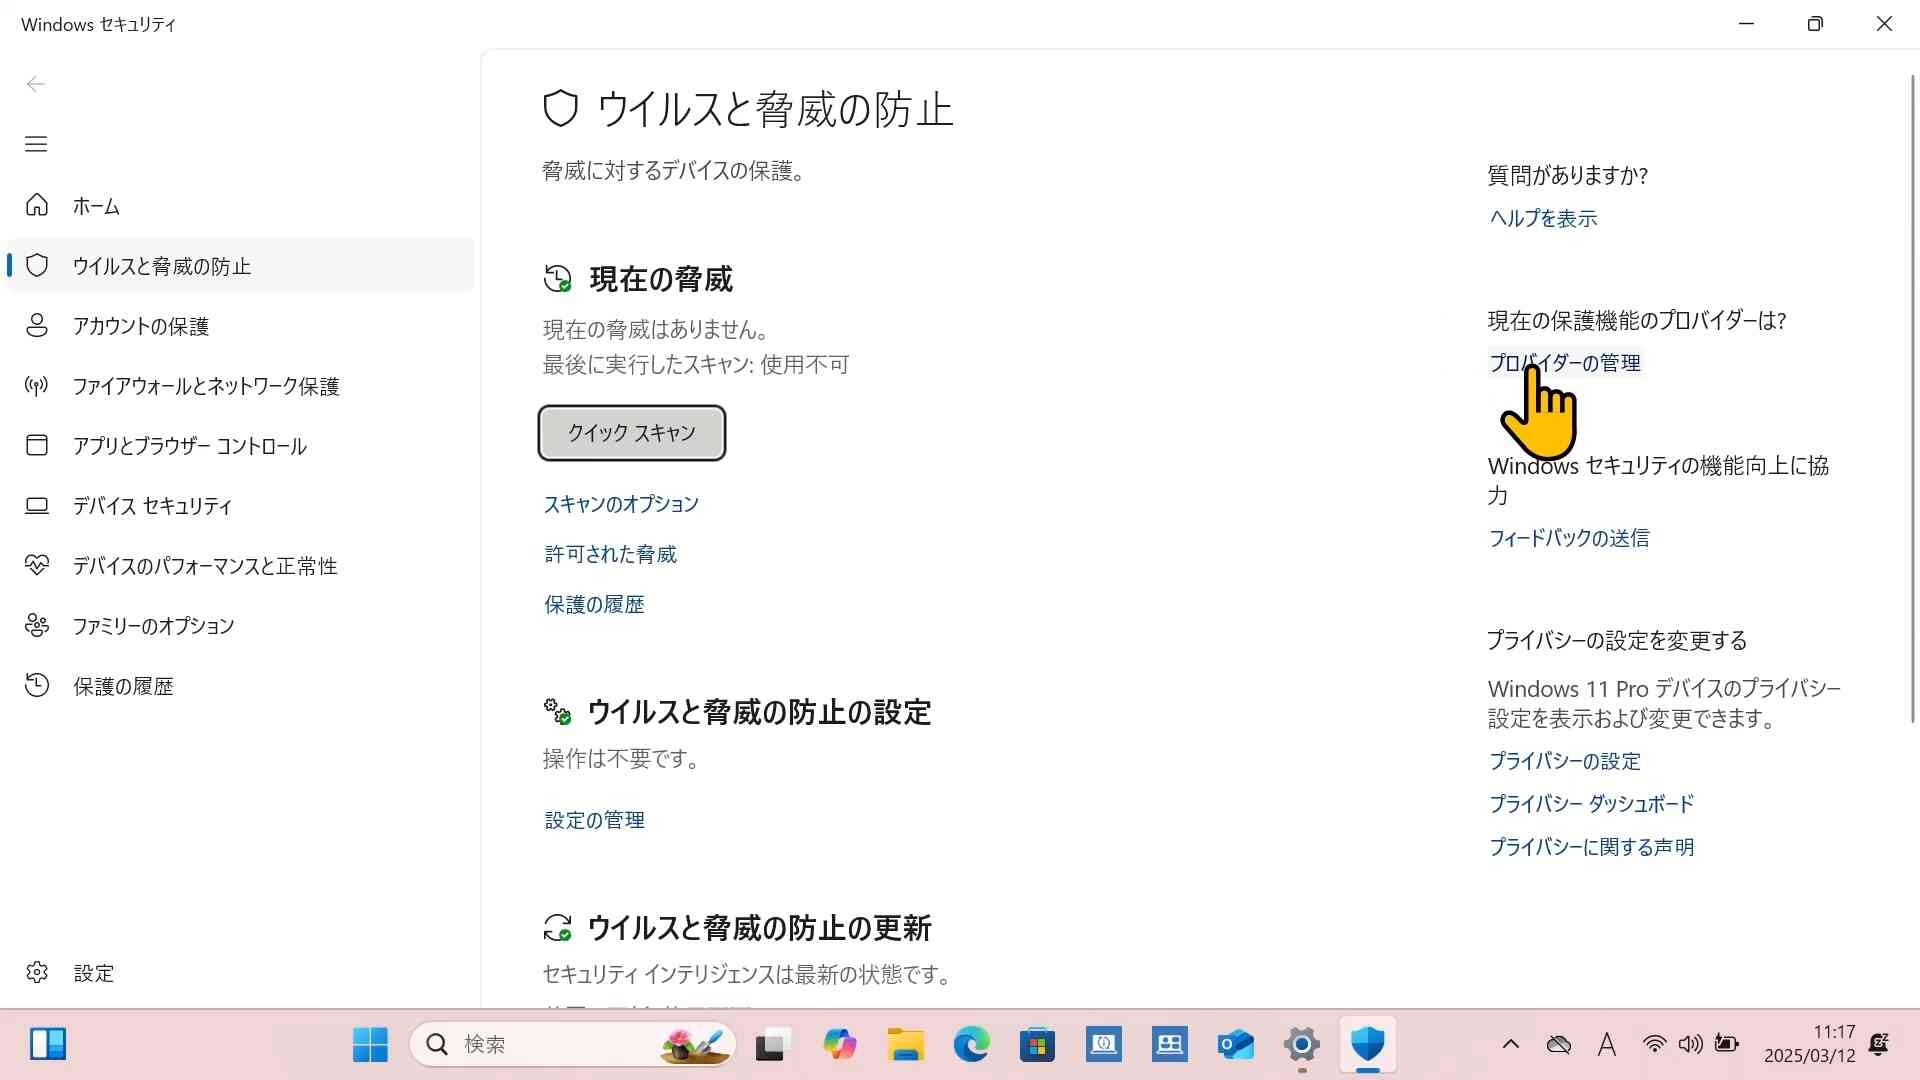 Windows セキュリティ
ホーム
ウイルスと脅威の防止
アカウントの保護
ファイアウォールとネットワーク保護
アプリとブラウザー コントロール
デバイス セキュリティ
デバイスのパフォーマンスと正常性
ファミリーのオプション
保護の履歴
設定
ウイルスと脅威の防止
脅威に対するデバイスの保護。
現在の脅威
現在の脅威はありません。
最後に実行したスキャン: 使用不可
クイック スキャン
スキャンのオプション
許可された脅威
保護の履歴
ウイルスと脅威の防止の設定
操作は不要です。
設定の管理
ウイルスと脅威の防止の更新
セキュリティ インテリジェンスは最新の状態です。
質問がありますか?
ヘルプを表示
現在の保護機能のプロバイダーは?
プロバイダーの管理
Windows セキュリティの機能向上に協
力
フィードバックの送信
プライバシーの設定を変更する
Windows 11 Pro デバイスのプライバシー
設定を表示および変更できます。
プライバシーの設定
プライバシー ダッシュボード
プライバシーに関する声明
検索
A
11:17
2025/03/12